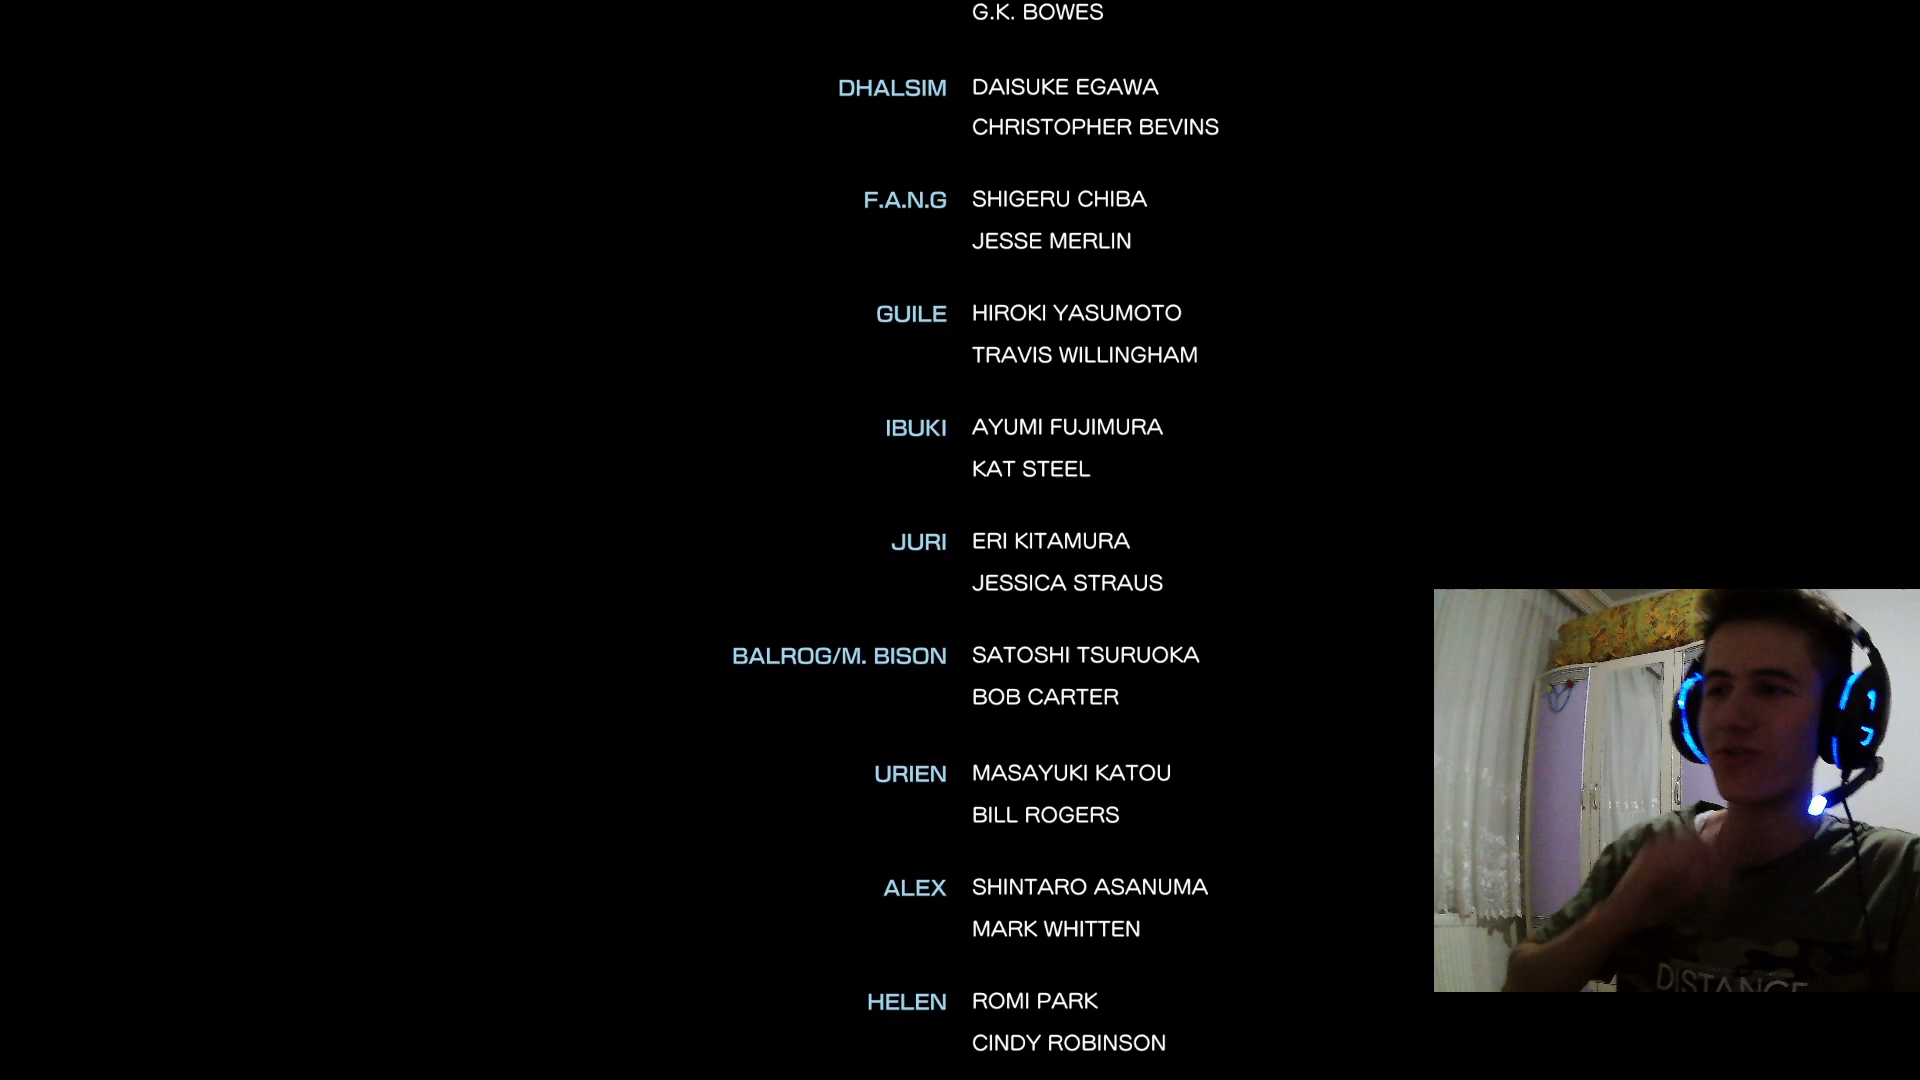 G.K. BOWES
DHALSIM DAISUKE EGAWA
CHRISTOPHER BEVINS
F.A.N.G SHIGERU CHIBA
JESSE MERLIN
GUILE HIROKI YASUMOTO
TRAVIS WILLINGHAM
IBUKI AYUMI FUJIMURA
KAT STEEL
JURI ERI KITAMURA
JESSICA STRAUS
BALROG/M. BISON SATOSHI TSURUOKA
BOB CARTER
URIEN MASAYUKI KATOU
BILL ROGERS
ALEX SHINTARO ASANUMA
MARK WHITTEN
HELEN ROMI PARK
CINDY ROBINSON
DISTANCE